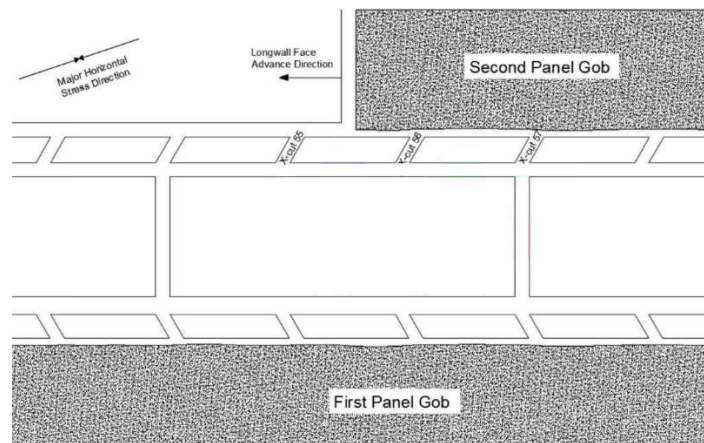 Major Horizontal
Stress Direction
Longwall Face
Advance Direction
Second Panel Gob
X-cut 55
X-cut 56
X-cut 57
First Panel Gob